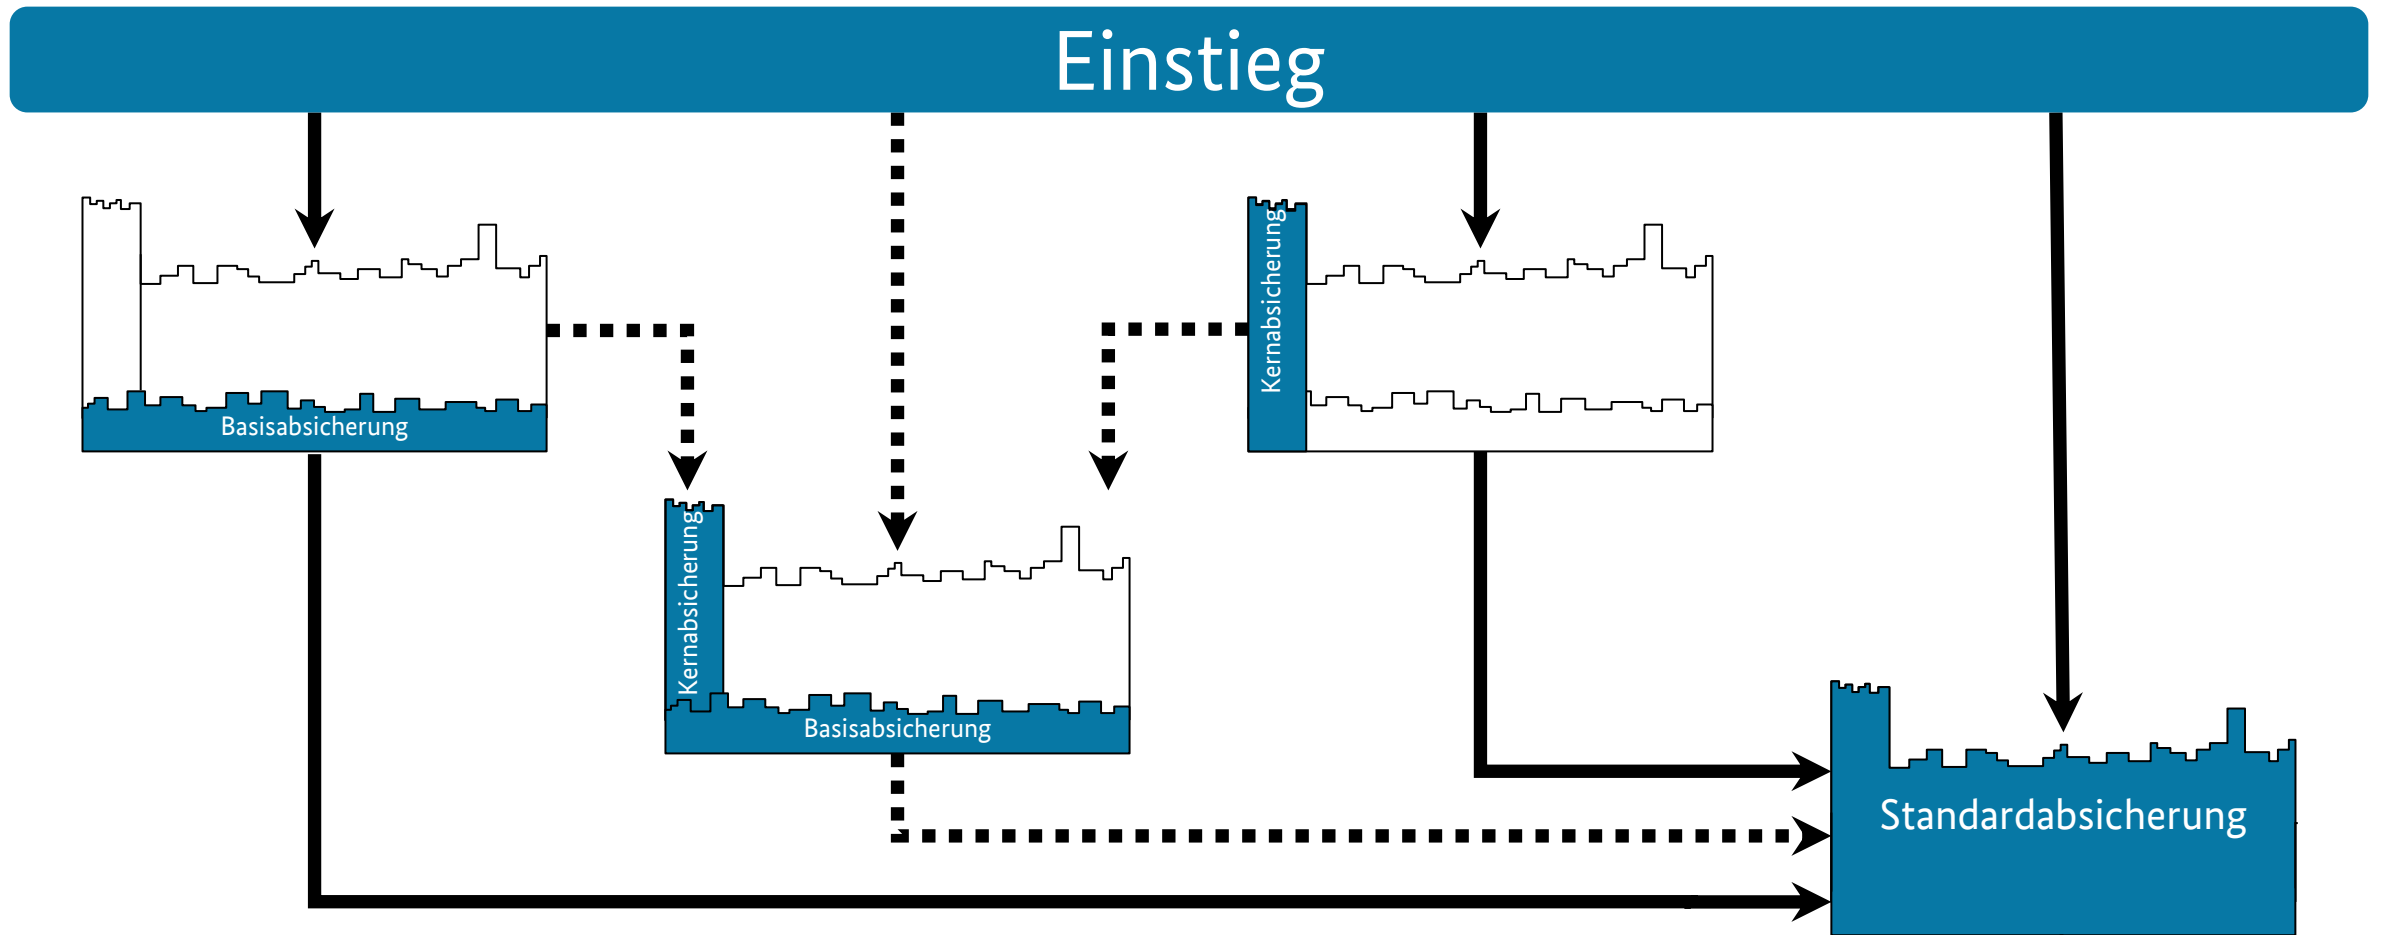 Einstieg
Basisabsicherung
Kernabsicherung
Kernabsicherung
Basisabsicherung
Standardabsicherung